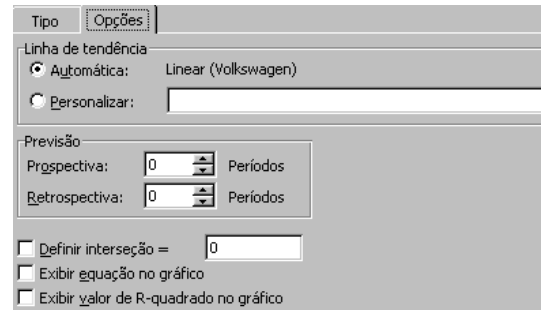 Tipo Opções
Linha de tendência
Automática: Linear (Volkswagen)
Personalizar:
Previsão
Prospectiva: 0 Períodos
Retrospectiva: 0 Períodos
Definir interseção = 0
Exibir equação no gráfico
Exibir valor de R-quadrado no gráfico